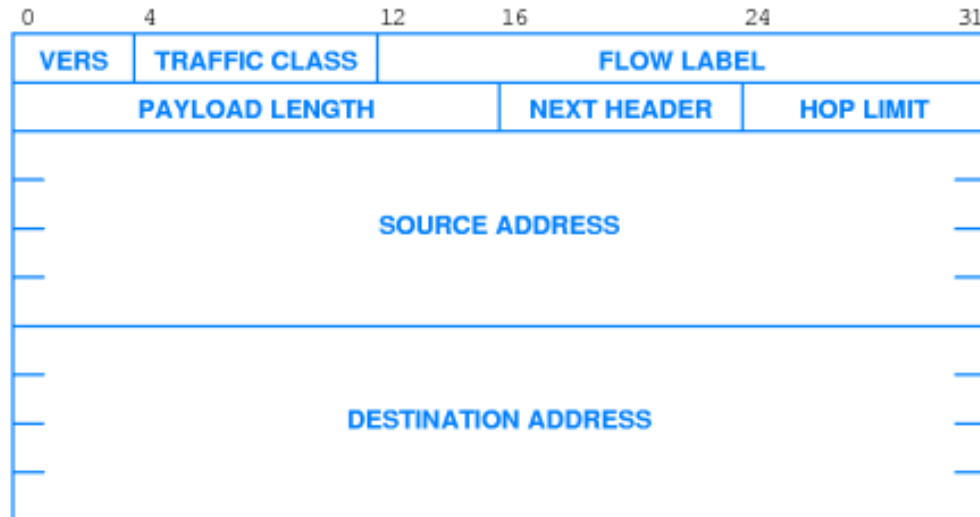 0 4 12 16 24 31
VERS TRAFFIC CLASS FLOW LABEL
PAYLOAD LENGTH NEXT HEADER HOP LIMIT
SOURCE ADDRESS
DESTINATION ADDRESS